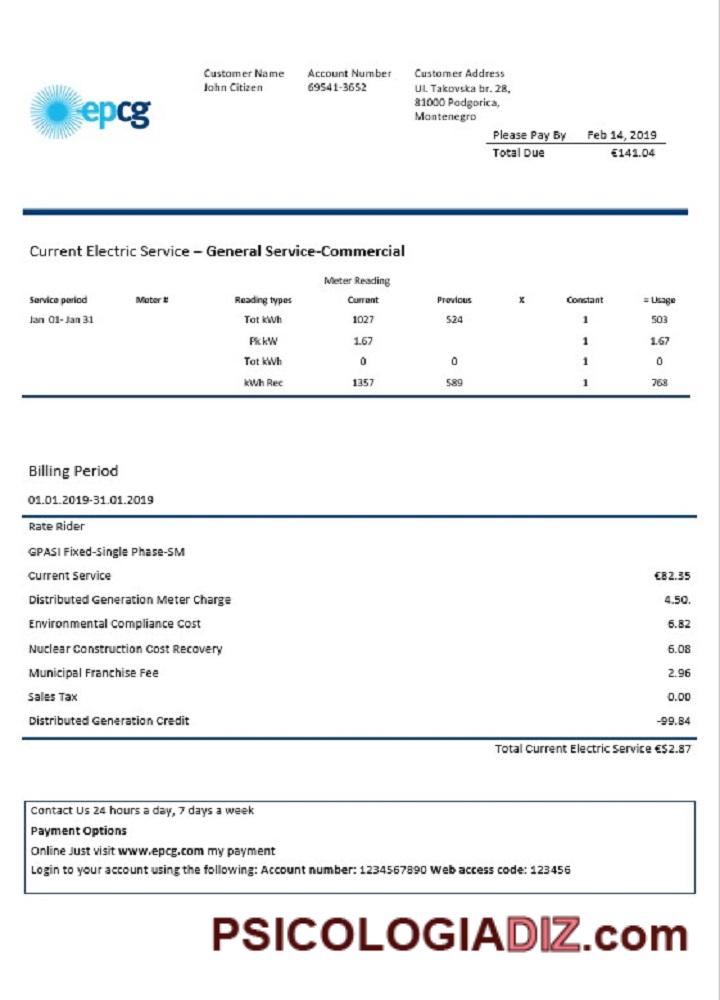 epcg
Customer Name Account Number Customer Address
John Citizen 69541-3652 Ul. Takovska br. 28,
81000 Podgorica,
Montenegro
Please Pay By Feb 14, 2019
Total Due €141.04
Current Electric Service – General Service-Commercial
Meter Reading
Service period Meter # Reading types Current Previous X Constant = Usage
Jan 01- Jan 31 Tot kWh 1027 524 1 503
Pk kW 1.67 1 1.67
Tot kWh 0 0 1 0
kWh Rec 1357 589 1 768
Billing Period
01.01.2019-31.01.2019
Rate Rider
GPASI Fixed-Single Phase-SM
Current Service €82.35
Distributed Generation Meter Charge 4.50.
Environmental Compliance Cost 6.82
Nuclear Construction Cost Recovery 6.08
Municipal Franchise Fee 2.96
Sales Tax 0.00
Distributed Generation Credit -99.84
Total Current Electric Service €$2.87
Contact Us 24 hours a day, 7 days a week
Payment Options
Online Just visit www.epcg.com my payment
Login to your account using the following: Account number: 1234567890 Web access code: 123456
PSICOLOGIADIZ.com